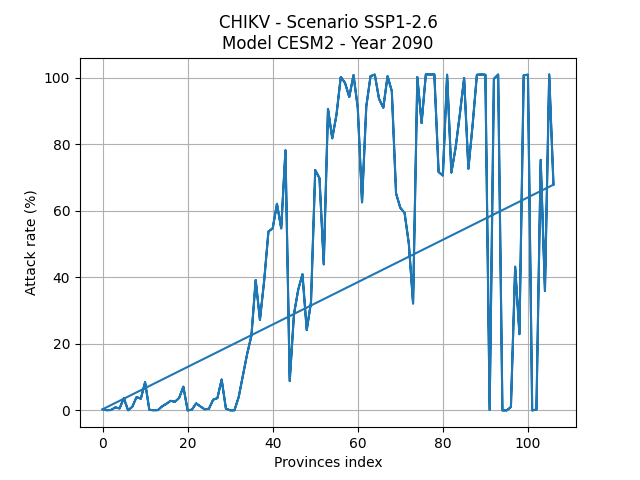 CHIKV - Scenario SSP1-2.6
Model CESM2 - Year 2090
100
80
60
40
20
0
Attack rate (%)
0 20 40 60 80 100
Provinces index